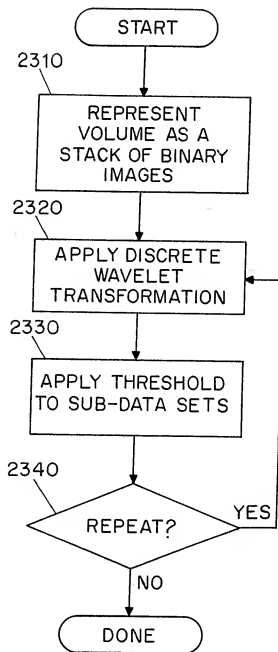 START
2310
REPRESENT
VOLUME AS A
STACK OF BINARY
IMAGES
2320
APPLY DISCRETE
WAVELET
TRANSFORMATION
2330
APPLY THRESHOLD
TO SUB-DATA SETS
2340
REPEAT?
YES
NO
DONE